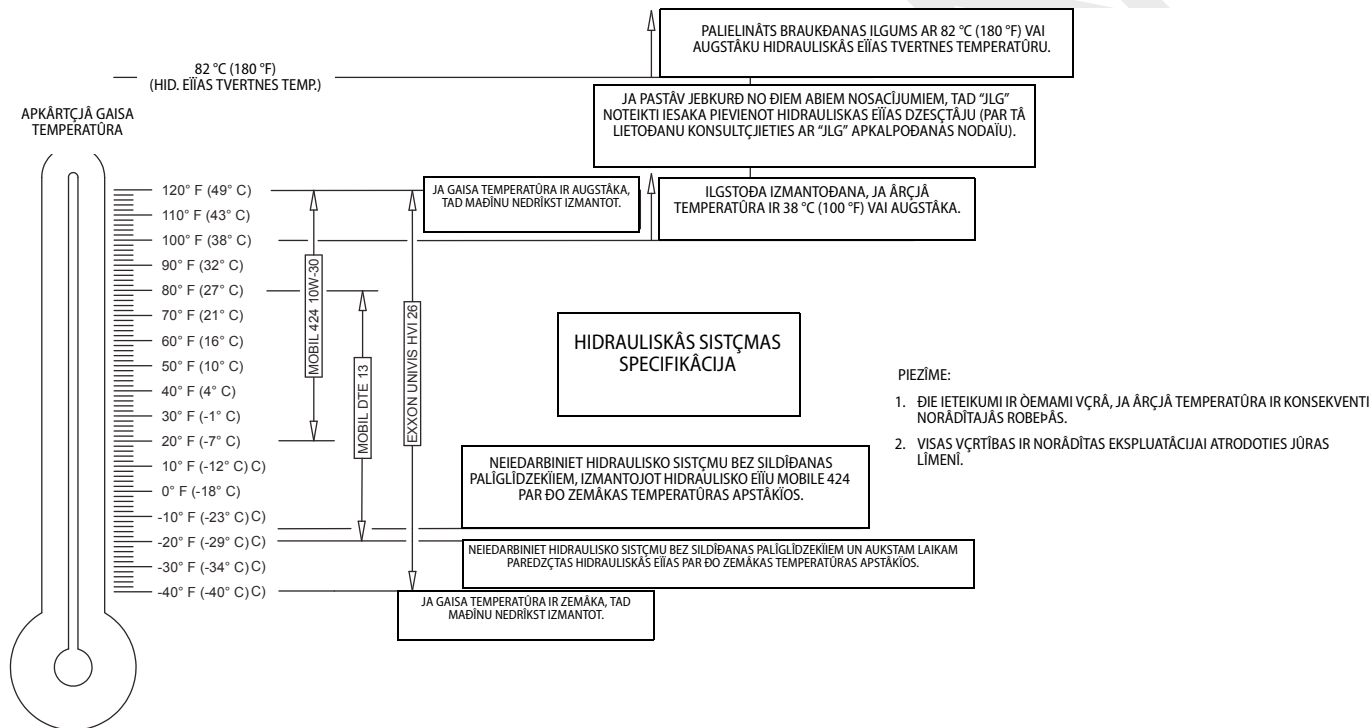 PALIELINÂTS BRAUKÐANAS ILGUMS AR 82 °C (180 °F) VAI
AUGSTÂKU HIDRAULISKÂS EÏÏAS TVERTNES TEMPERATÛRU.
82 °C (180 °F)
(HID. EÏÏAS TVERTNES TEMP.)
JA PASTÂV JEBKURÐ NO ÐIEM ABIEM NOSACÎJUMIEM, TAD "JLG"
NOTEIKTI IESAKA PIEVIENOT HIDRAULISKAS EÏÏAS DZESÇTÂJU (PAR TÂ
LIETOÐANU KONSULTÇJIETIES AR "JLG" APKALPOÐANAS NODAÏU).
APKÂRTÇJÂ GAISA
TEMPERATÛRA
JA GAISA TEMPERATÛRA IR AUGSTÂKA,
TAD MAÐÎNU NEDRÎKST IZMANTOT.
ILGSTOÐA IZMANTOÐANA, JA ÂRÇJÂ
TEMPERATÛRA IR 38 °C (100 °F) VAI AUGSTÂKA.
120° F (49° C)
110° F (43° C)
100° F (38° C)
90° F (32° C)
80° F (27° C)
70° F (21° C)
60° F (16° C)
50° F (10° C)
40° F (4° C)
30° F (-1° C)
20° F (-7° C)
10° F (-12° C) C)
0° F (-18° C)
-10° F (-23° C) C)
-20° F (-29° C) C)
-30° F (-34° C) C)
-40° F (-40° C) C)
MOBIL 424 10W-30
MOBIL DTE 13
EXXON UNIVIS HVI 26
HIDRAULISKÂS SISTÇMAS
SPECIFIKÂCIJA
PIEZÎME:
1. ÐIE IETEIKUMI IR ÒEMAMI VÇRÂ, JA ÂRÇJÂ TEMPERATÛRA IR KONSEKVENTI
NORÂDÎTAJÂS ROBEÞÂS.
2. VISAS VÇRTÎBAS IR NORÂDÎTAS EKSPLUATÂCIJAI ATRODOTIES JÛRAS
LÎMENÎ.
NEIEDARBINIET HIDRAULISKO SISTÇMU BEZ SILDÎÐANAS
PALÎGLÎDZEKÏIEM, IZMANTOJOT HIDRAULISKO EÏÏU MOBILE 424
PAR ÐO ZEMÂKAS TEMPERATÛRAS APSTÂKÏOS.
NEIEDARBINIET HIDRAULISKO SISTÇMU BEZ SILDÎÐANAS PALÎGLÎDZEKÏIEM UN AUKSTAM LAIKAM
PAREDZÇTAS HIDRAULISKÂS EÏÏAS PAR ÐO ZEMÂKAS TEMPERATÛRAS APSTÂKÏOS.
JA GAISA TEMPERATÛRA IR ZEMÂKA, TAD
MAÐÎNU NEDRÎKST IZMANTOT.